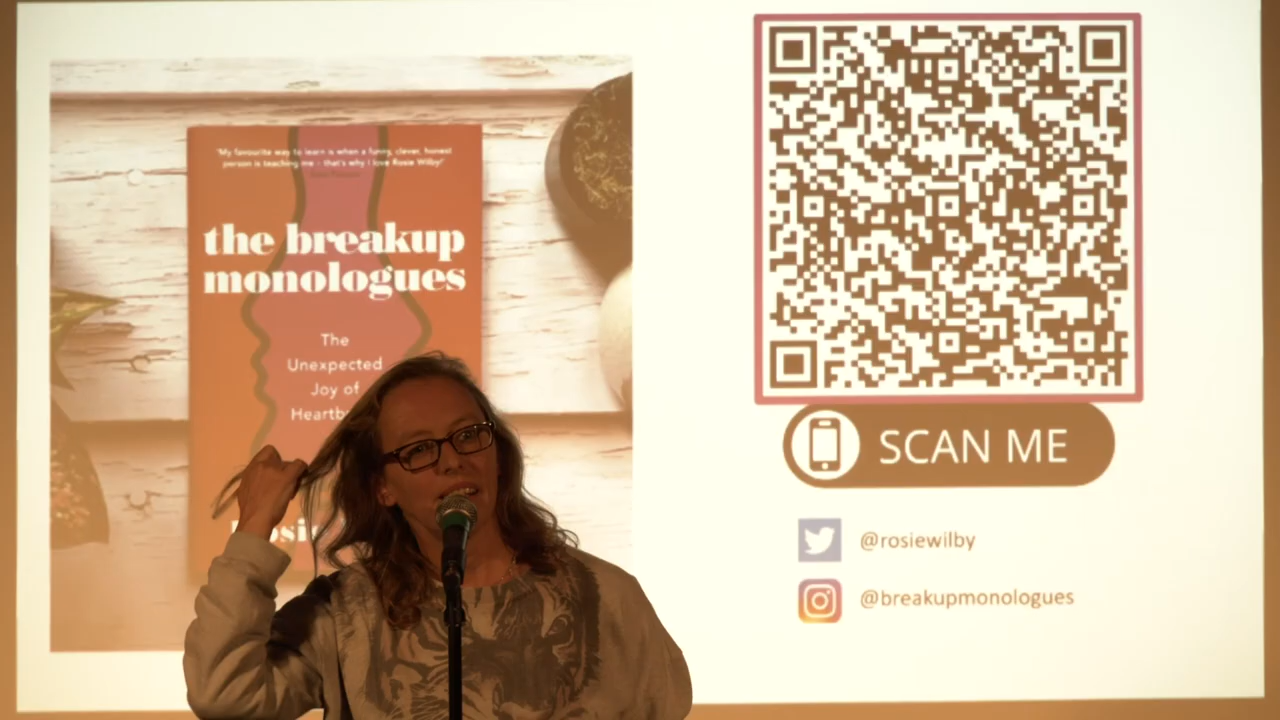 "My favourite way to learn is when a funny, clever, honest
person is teaching me - that's why I love Rosie Wilby!"
the breakup
monologues
The
Unexpected
Joy of
SCAN ME
@rosiewilby
@breakupmonologues